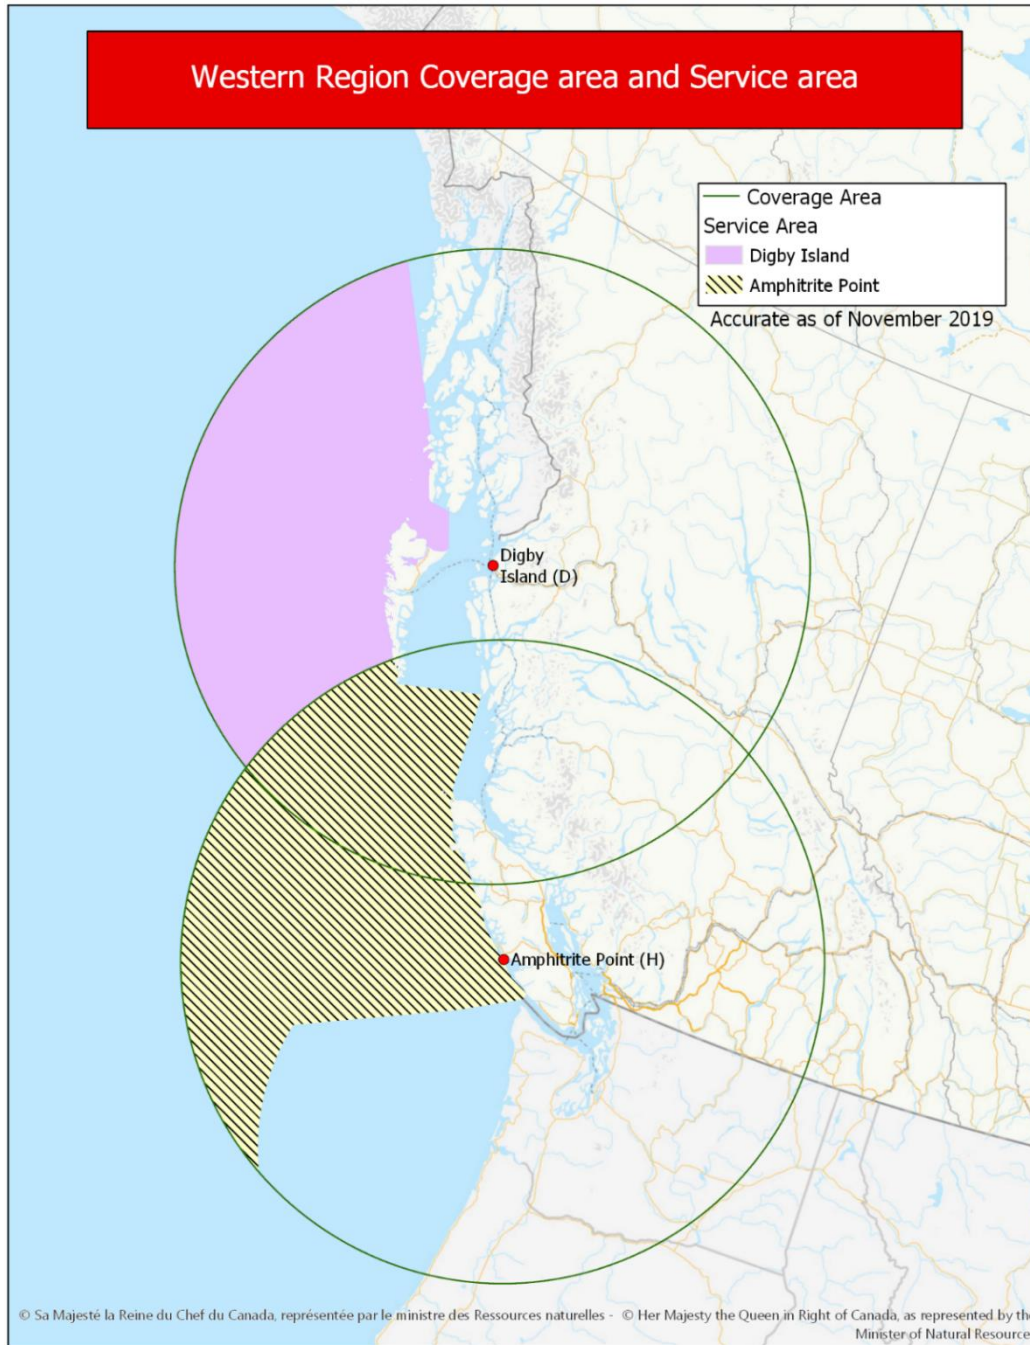 Western Region Coverage area and Service area
Coverage Area
Service Area
Digby Island
Amphitrite Point
Accurate as of November 2019
Digby
Island (D)
Amphitrite Point (H)
© Sa Majesté la Reine du Chef du Canada, représentée par le ministre des Ressources naturelles - © Her Majesty the Queen in Right of Canada, as represented by the
Minister of Natural Resource